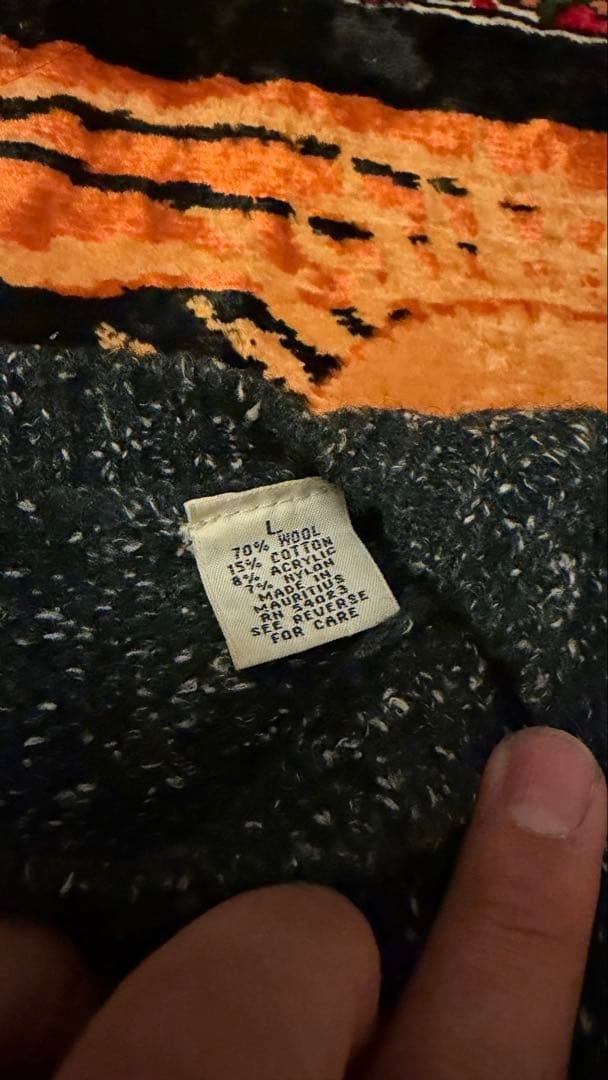 L
70% WOOL
15% COTTON
8% ACRYLIC
7% NYLON
MADE IN
MAURITIUS
RN 54023
SEE REVERSE
FOR CARE